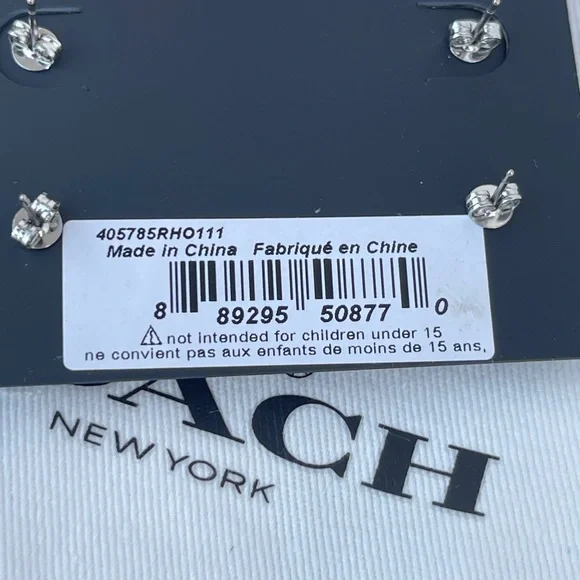 405785RHO111
Made in China Fabriqué en Chine
8 89295 50877 0
⚠ not intended for children under 15
ne convient pas aux enfants de moins de 15 ans,
COACH
NEW YORK